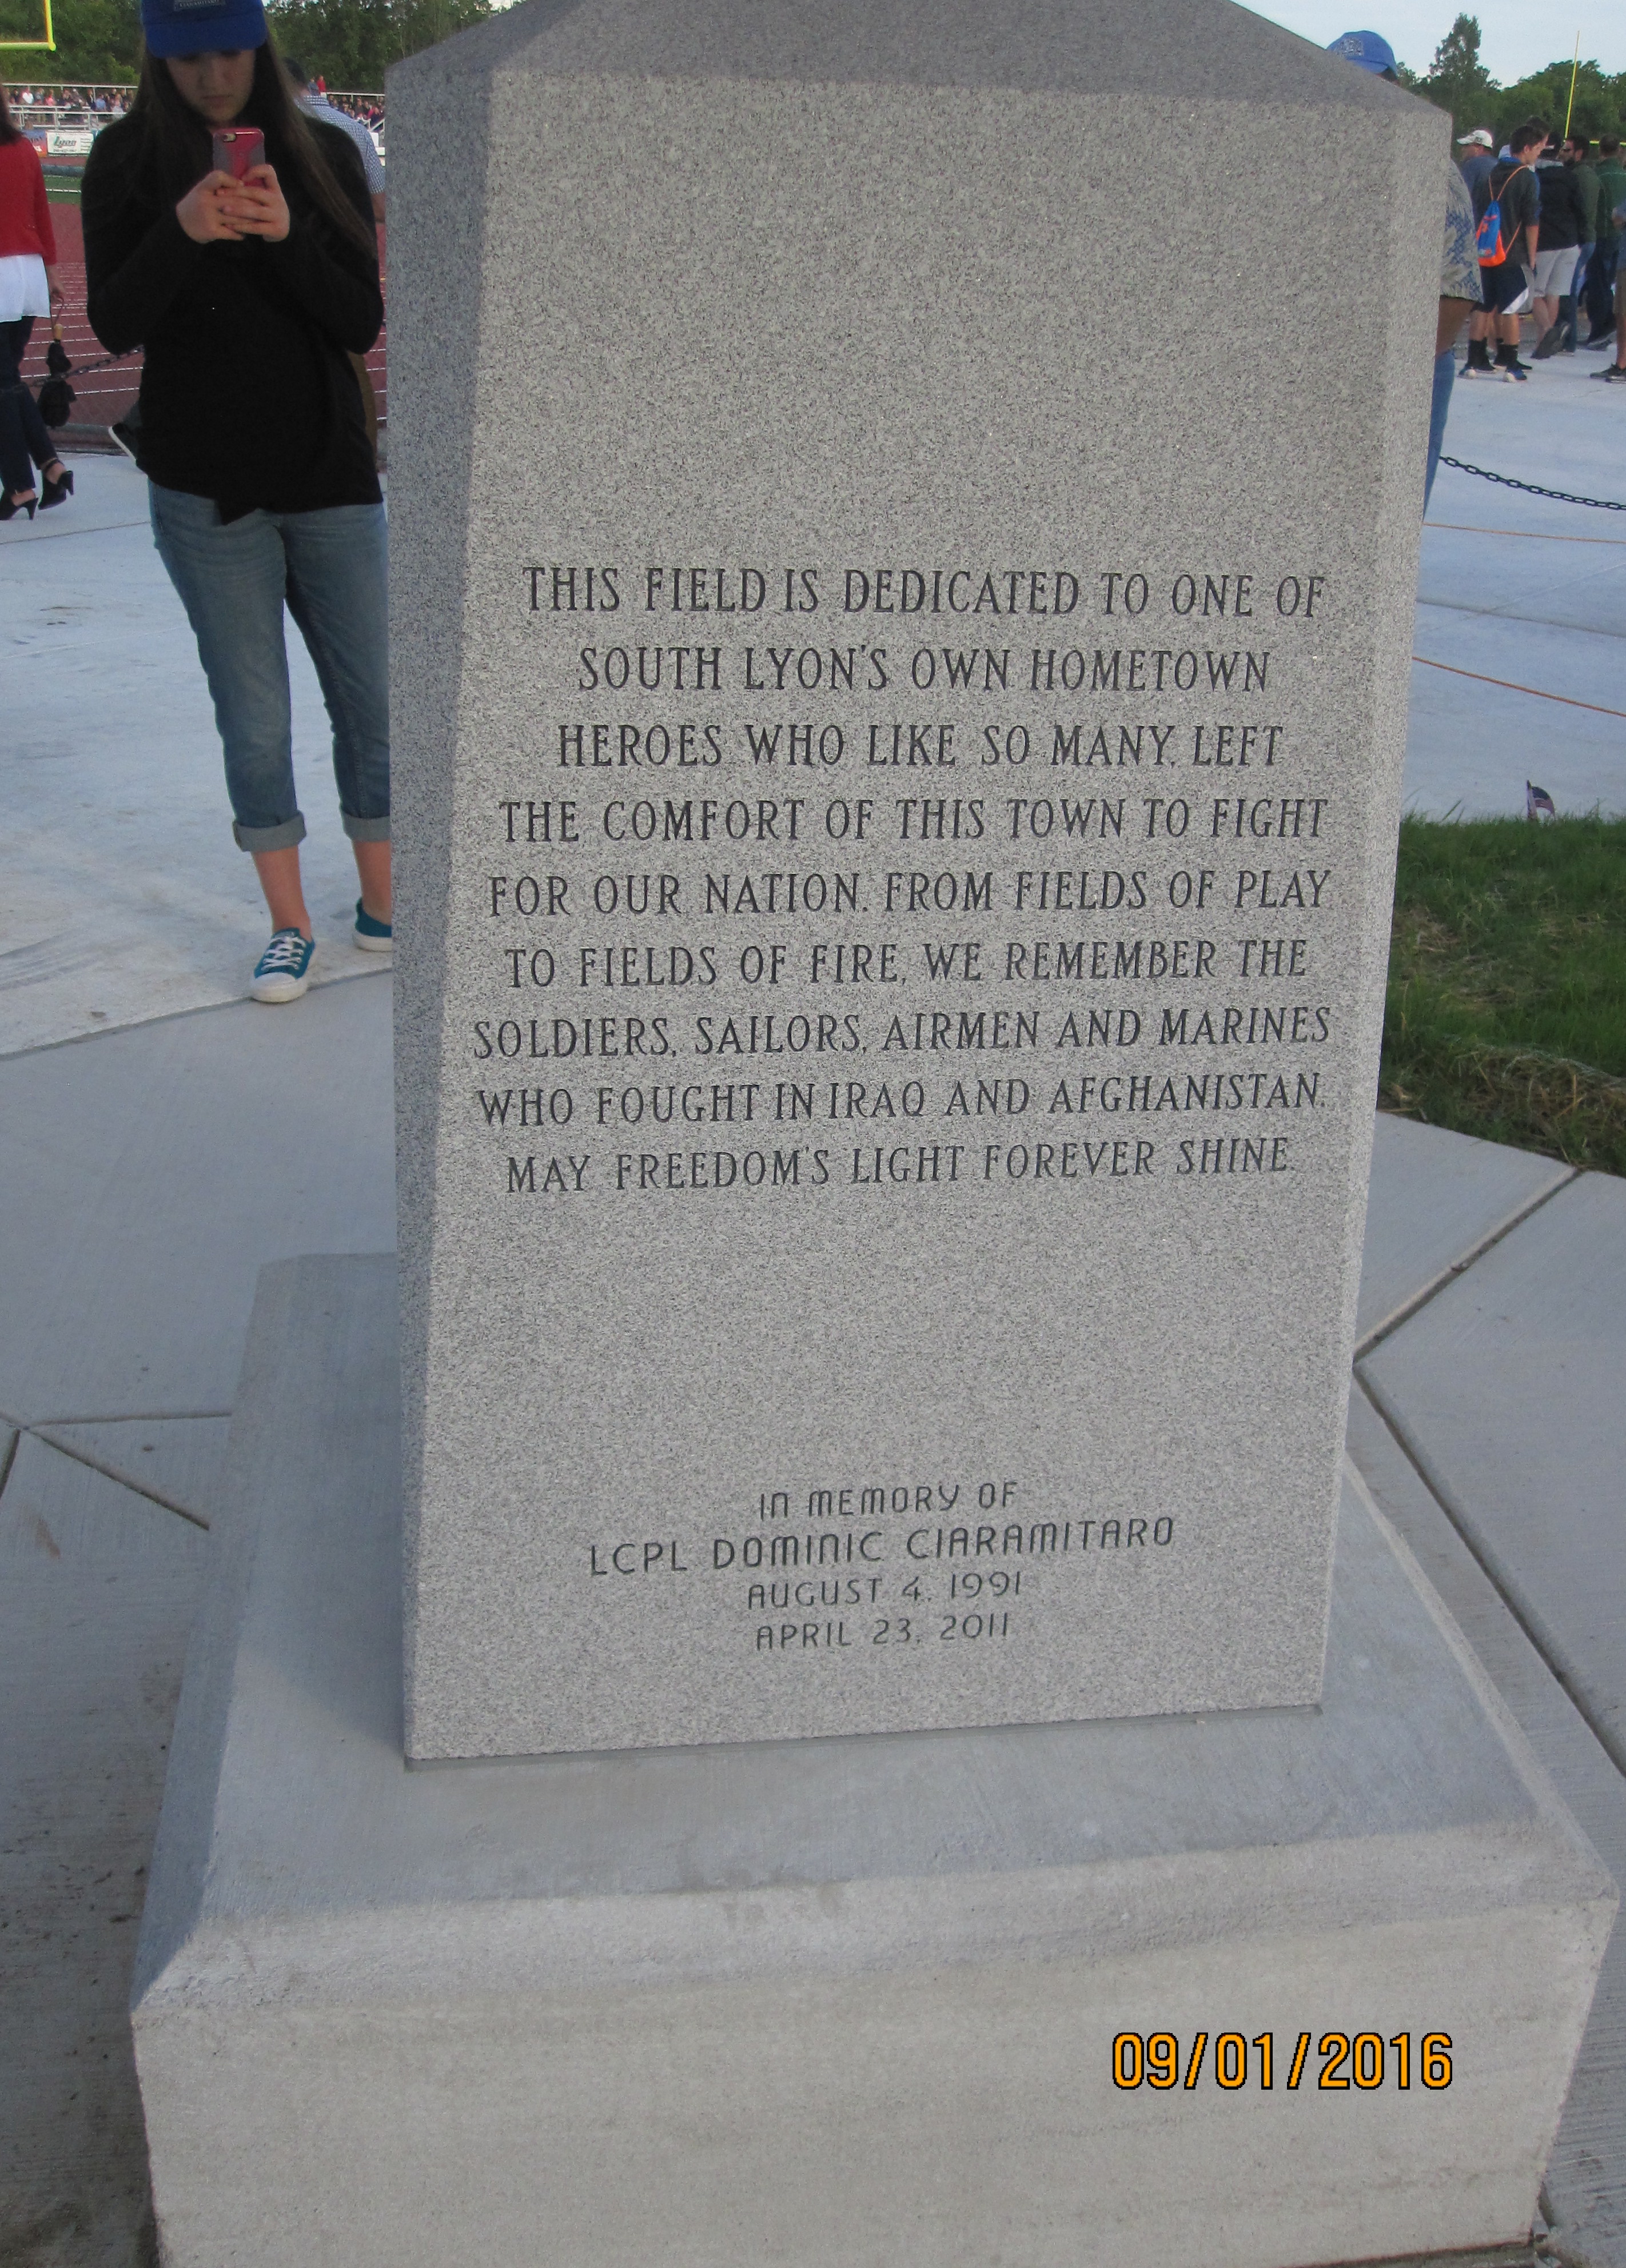 THIS FIELD IS DEDICATED TO ONE OF
SOUTH LYON'S OWN HOMETOWN
HEROES WHO LIKE SO MANY, LEFT
THE COMFORT OF THIS TOWN TO FIGHT
FOR OUR NATION. FROM FIELDS OF PLAY
TO FIELDS OF FIRE, WE REMEMBER THE
SOLDIERS, SAILORS, AIRMEN AND MARINES
WHO FOUGHT IN IRAQ AND AFGHANISTAN.
MAY FREEDOM'S LIGHT FOREVER SHINE.
IN MEMORY OF
LCPL DOMINIC CIARAMITARO
AUGUST 4, 1991
APRIL 23, 2011
09/01/2016